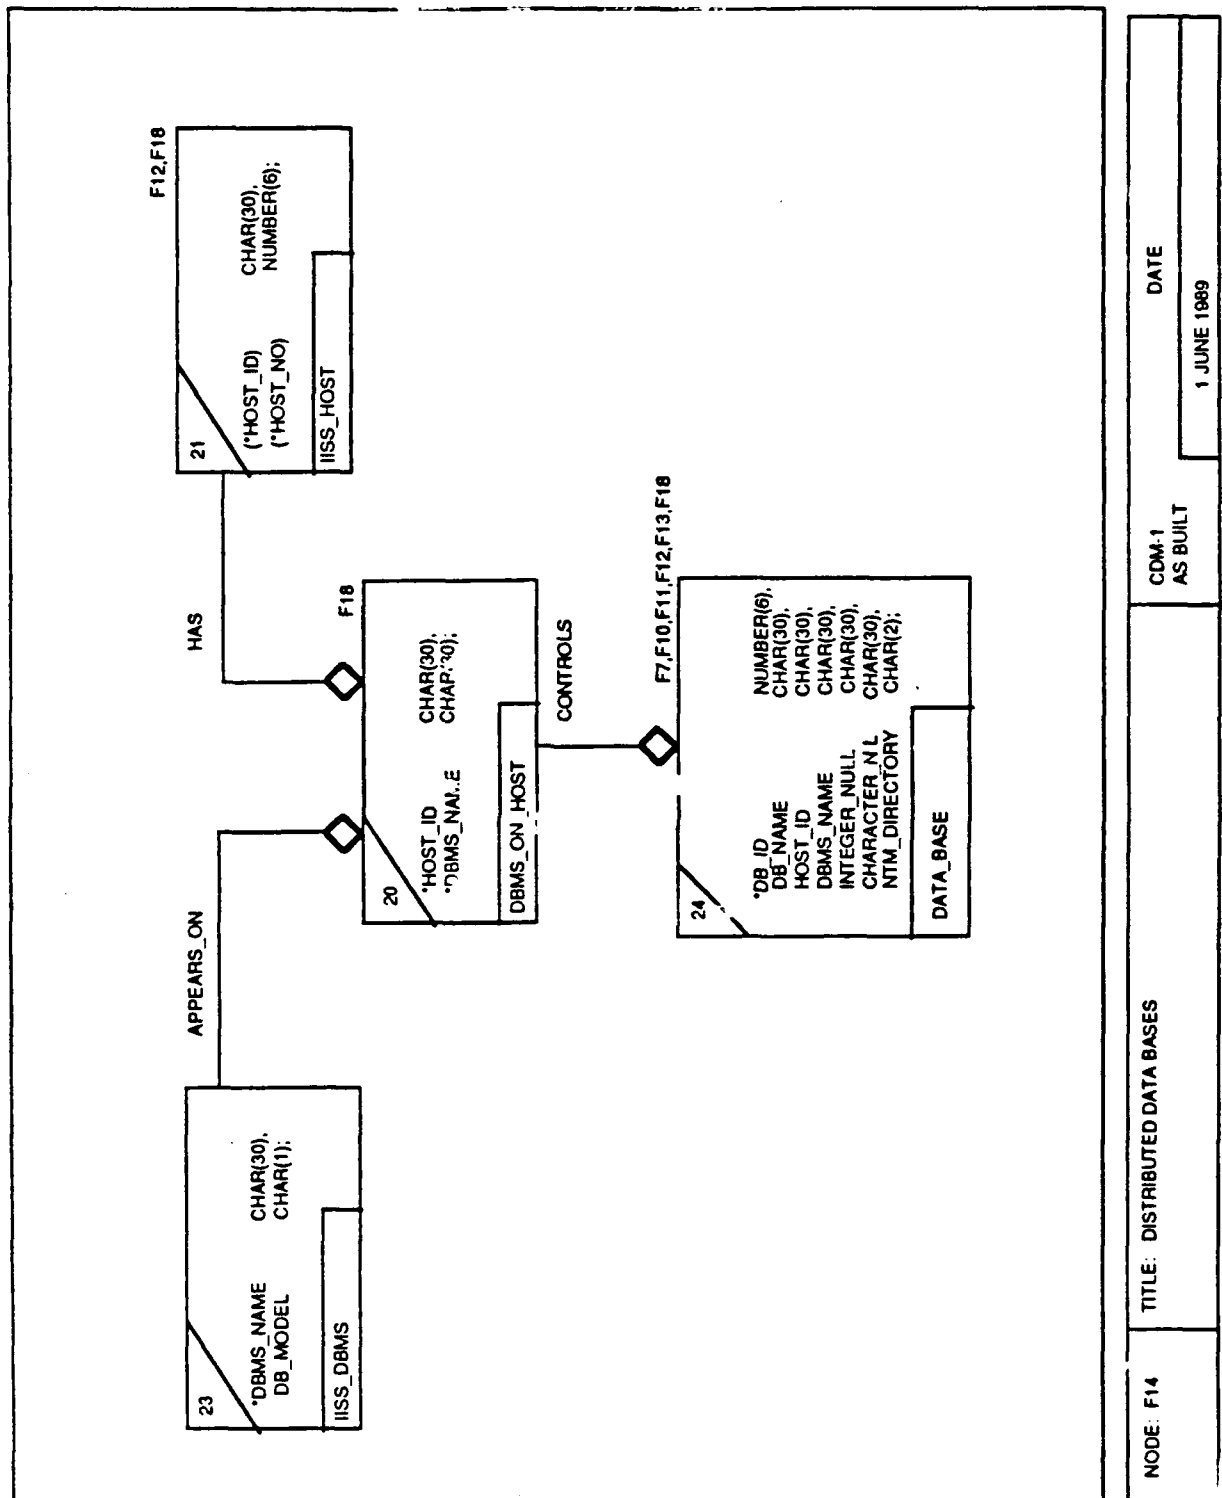 23
*DBMS_NAME CHAR(30),
DB_MODEL CHAR(1);
IISS_DBMS
APPEARS_ON
HAS
F12,F18
21
(*HOST_ID) CHAR(30),
(*HOST_NO) NUMBER(6);
IISS_HOST
F18
20
*HOST_ID CHAR(30),
CHAR(30);
DBMS_ON_HOST
CONTROLS
F7,F10,F11,F12,F13,F18
24
*DB_ID NUMBER(6),
DB_NAME CHAR(30),
HOST_ID CHAR(30),
DBMS_NAME CHAR(30),
INTEGER_NULL CHAR(30),
CHAR(30),
NTM_DIRECTORY CHAR(2);
DATA_BASE
NODE: F14
TITLE: DISTRIBUTED DATA BASES
CDM-1
AS BUILT
DATE
1 JUNE 1989